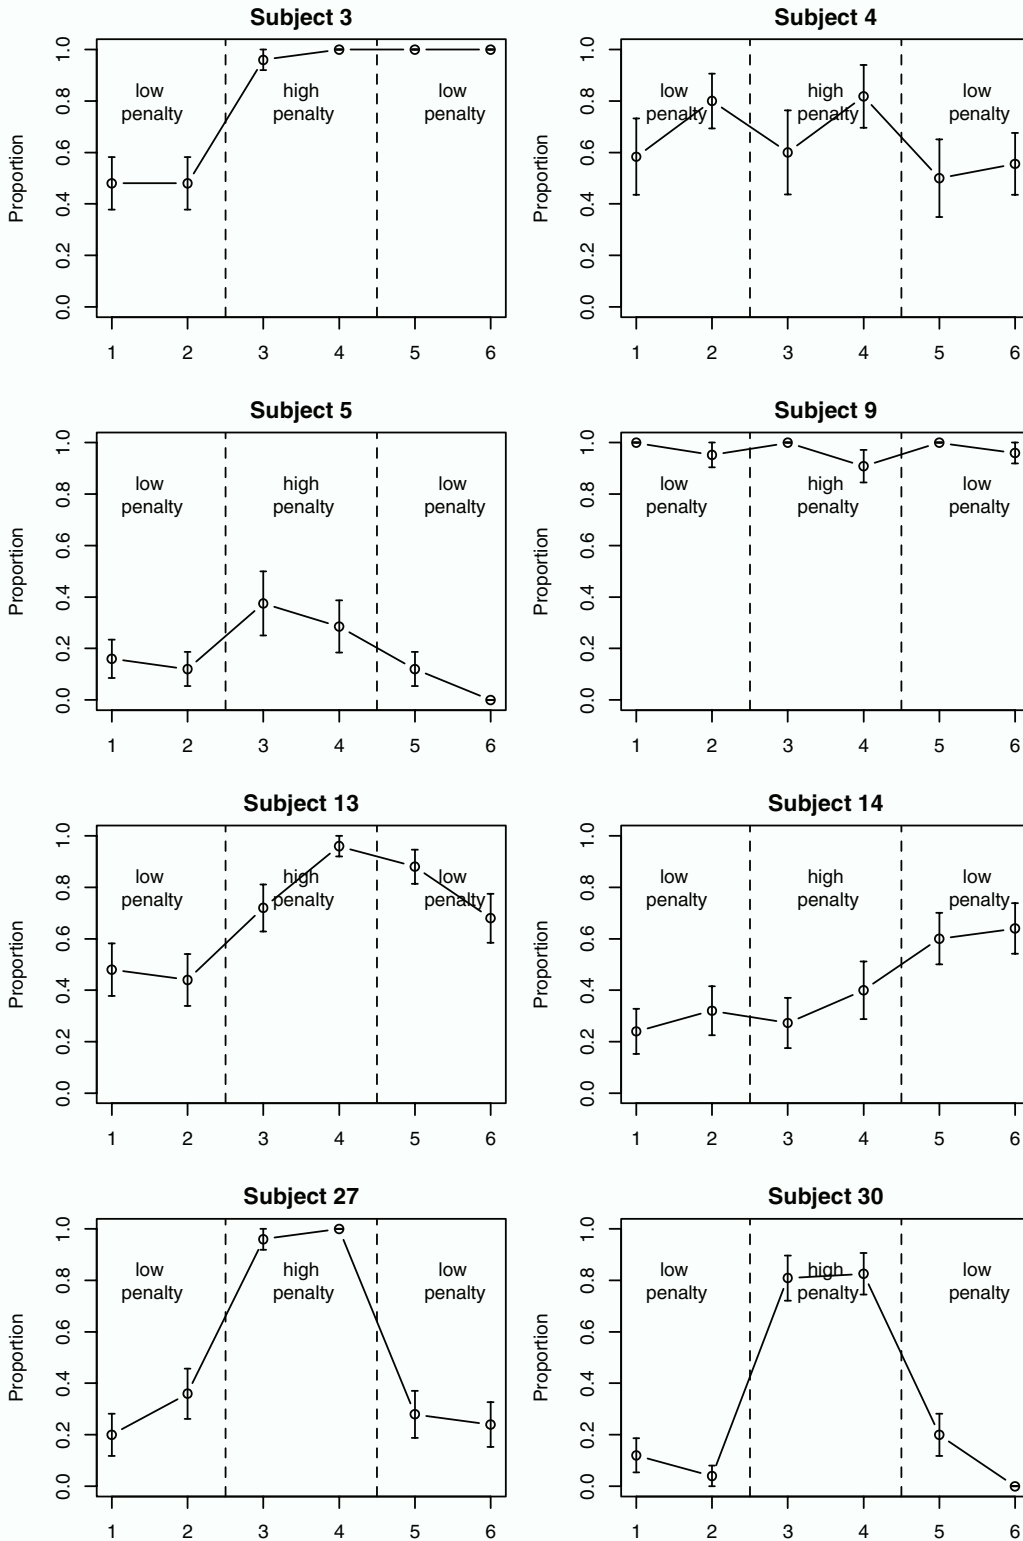 Subject 3
Proportion
0.0 0.2 0.4 0.6 0.8 1.0
low penalty
high penalty
low penalty
1 2 3 4 5 6
Subject 4
Proportion
0.0 0.2 0.4 0.6 0.8 1.0
low penalty
high penalty
low penalty
1 2 3 4 5 6
Subject 5
Proportion
0.0 0.2 0.4 0.6 0.8 1.0
low penalty
high penalty
low penalty
1 2 3 4 5 6
Subject 9
Proportion
0.0 0.2 0.4 0.6 0.8 1.0
low penalty
high penalty
low penalty
1 2 3 4 5 6
Subject 13
Proportion
0.0 0.2 0.4 0.6 0.8 1.0
low penalty
high penalty
low penalty
1 2 3 4 5 6
Subject 14
Proportion
0.0 0.2 0.4 0.6 0.8 1.0
low penalty
high penalty
low penalty
1 2 3 4 5 6
Subject 27
Proportion
0.0 0.2 0.4 0.6 0.8 1.0
low penalty
high penalty
low penalty
1 2 3 4 5 6
Subject 30
Proportion
0.0 0.2 0.4 0.6 0.8 1.0
low penalty
high penalty
low penalty
1 2 3 4 5 6